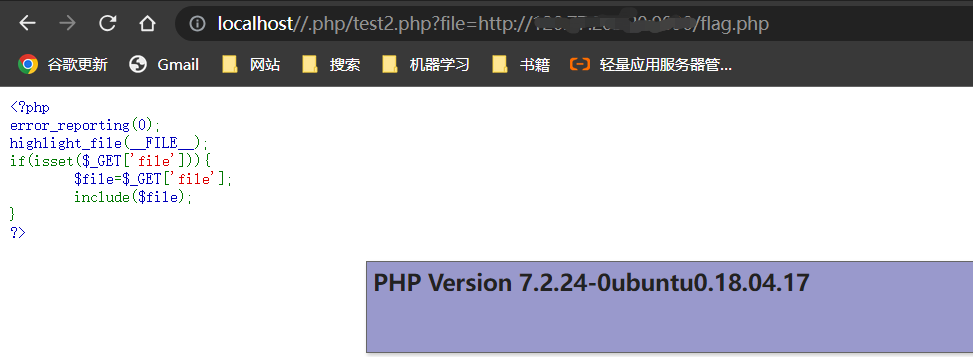 localhost//.php/test2.php?file=http:///flag.php
谷歌更新 Gmail 网站 搜索 机器学习 书籍 轻量应用服务器管...
<?php
error_reporting(0);
highlight_file(__FILE__);
if(isset($_GET['file'])){
$file=$_GET['file'];
include($file);
}
?>
PHP Version 7.2.24-0ubuntu0.18.04.17